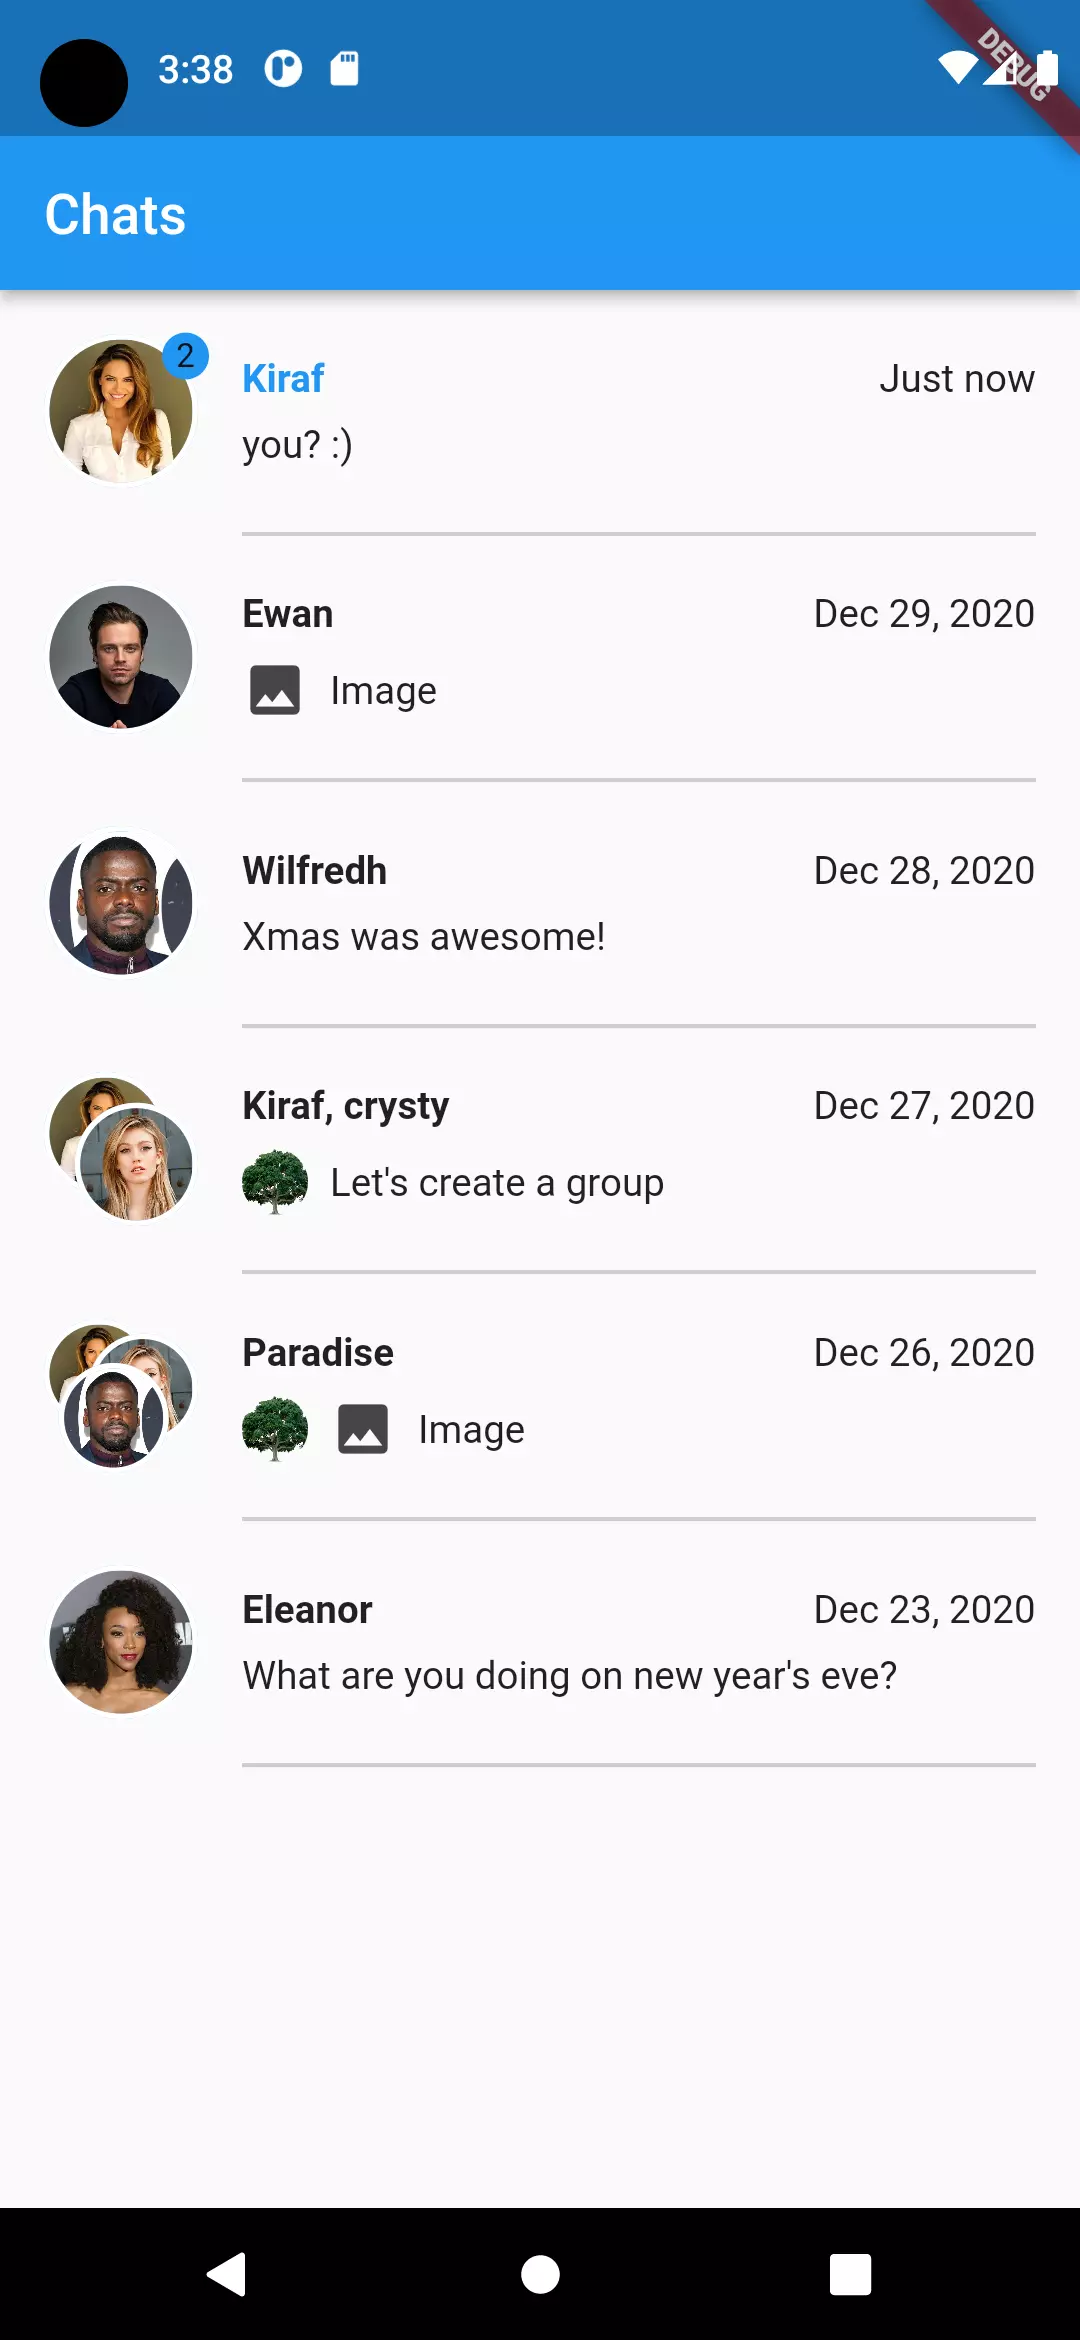 3:38
DEBUG
Chats
2
Kiraf
Just now
you? :)
Ewan
Dec 29, 2020
Image
Wilfredh
Dec 28, 2020
Xmas was awesome!
Kiraf, crysty
Dec 27, 2020
Let's create a group
Paradise
Dec 26, 2020
Image
Eleanor
Dec 23, 2020
What are you doing on new year's eve?